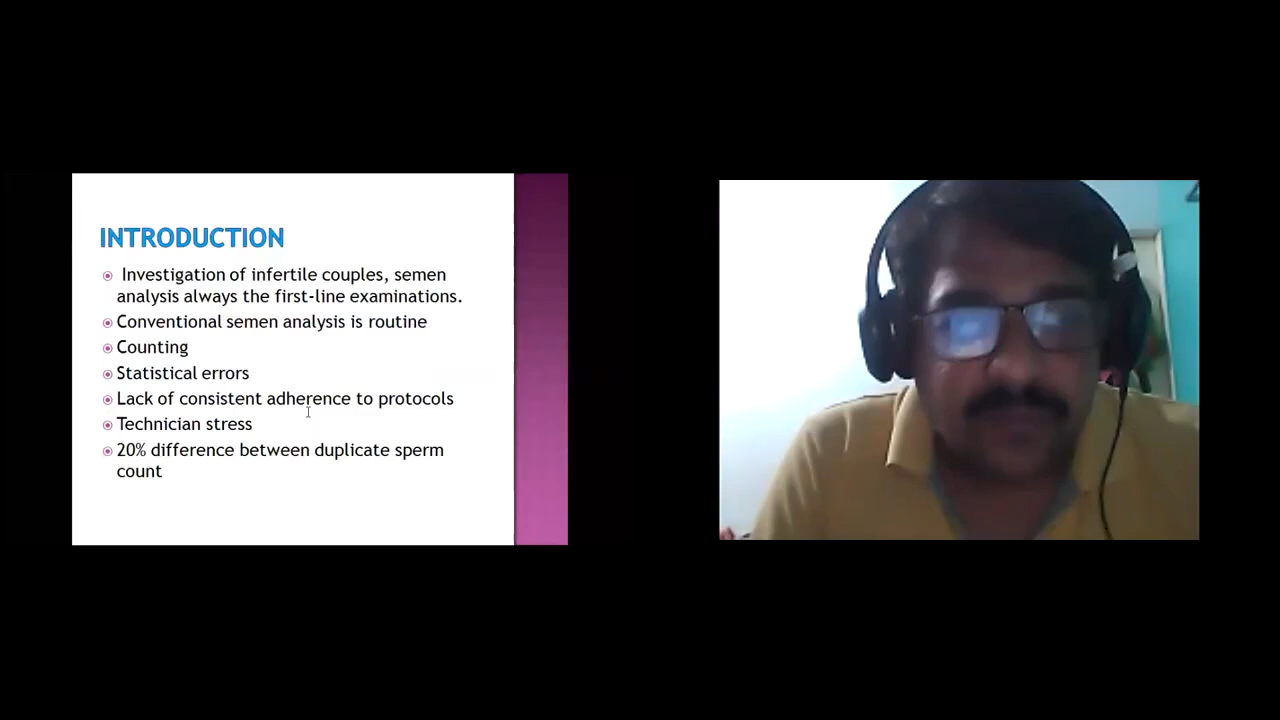 INTRODUCTION
Investigation of infertile couples, semen
analysis always the first-line examinations.
Conventional semen analysis is routine
Counting
Statistical errors
Lack of consistent adherence to protocols
Technician stress
20% difference between duplicate sperm
count